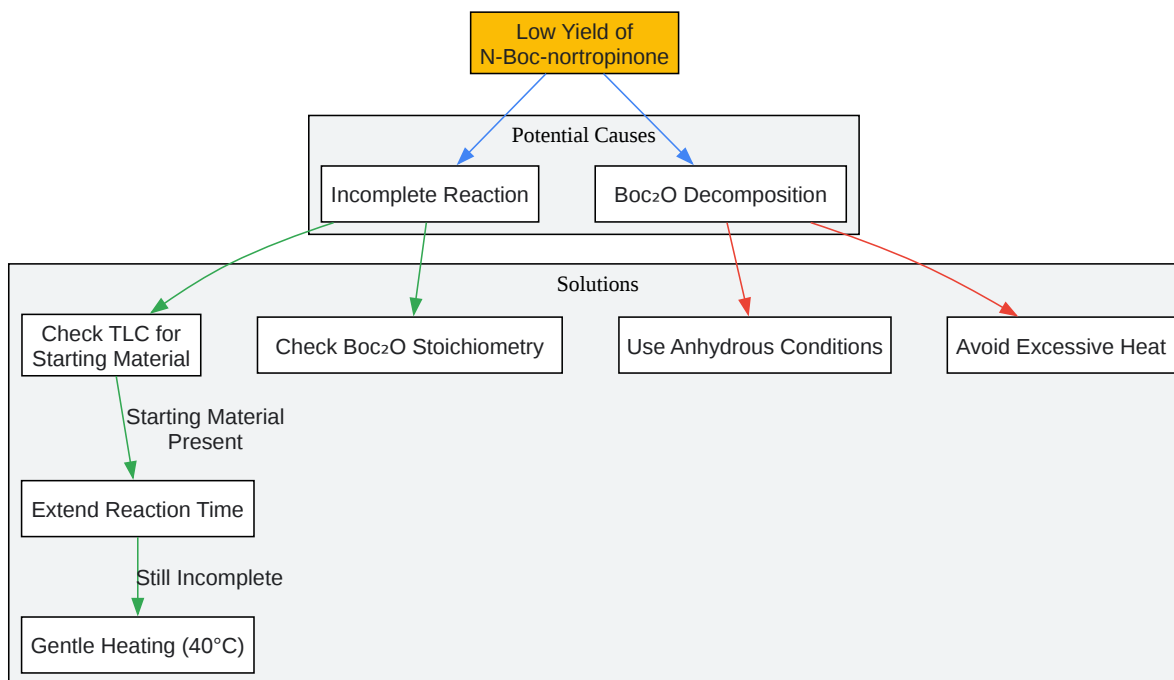 Low Yield of
N-Boc-nortropinone
Potential Causes
Incomplete Reaction
Boc₂O Decomposition
Solutions
Check TLC for
Starting Material
Check Boc₂O Stoichiometry
Use Anhydrous Conditions
Avoid Excessive Heat
Starting Material
Present
Extend Reaction Time
Still Incomplete
Gentle Heating (40°C)